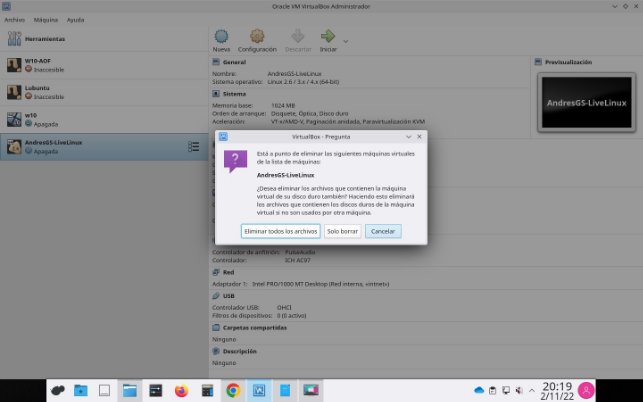 Oracle VM VirtualBox Administrador
Archivo Máquina Ayuda
Herramientas
W10-AOF
Inaccesible
Lubuntu
Inaccesible
w10
Apagada
AndresGS-LiveLinux
Apagada
Nueva Configuración Descartar Iniciar
General
Nombre: AndresGS-LiveLinux
Sistema operativo: Linux 2.6 / 3.x / 4.x (64-bit)
Sistema
Memoria base: 1024 MB
Orden de arranque: Disquete, Óptica, Disco duro
Aceleración: VT-x/AMD-V, Paginación anidada, Paravirtualización KVM
Previsualización
AndresGS-LiveLinux
VirtualBox - Pregunta
Está a punto de eliminar las siguientes máquinas virtuales
de la lista de máquinas:
AndresGS-LiveLinux
¿Desea eliminar los archivos que contienen la máquina
virtual de su disco duro también? Haciendo esto eliminará
los archivos que contienen los discos duros de la máquina
virtual si no son usados por otra máquina.
Eliminar todos los archivos Solo borrar Cancelar
Controlador de anfitrión: PulseAudio
Controlador: ICH AC97
Red
Adaptador 1: Intel PRO/1000 MT Desktop (Red interna, «intnet»)
USB
Controlador USB: OHCI
Filtros de dispositivos: 0 (0 activo)
Carpetas compartidas
Ninguno
Descripción
Ninguno
20:19
2/11/22